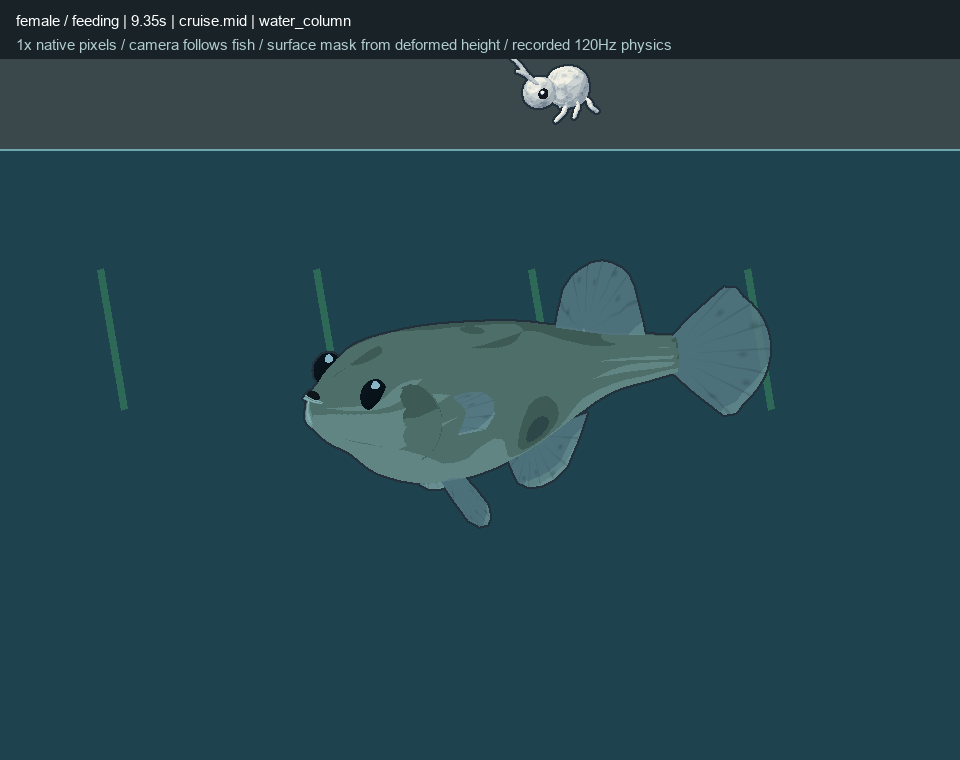 female / feeding | 9.35s | cruise.mid | water_column
1x native pixels / camera follows fish / surface mask from deformed height / recorded 120Hz physics